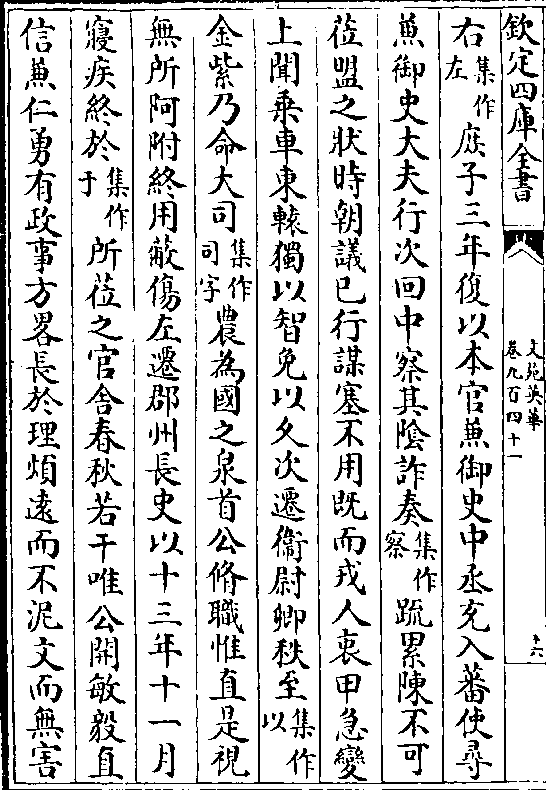 欽定四庫全書
文苑英華
卷九百四十一
十六
右集作左庻子三年復以本官兼御史中丞充入蕃使尋
兼御史大夫行次回中察其隂詐奏集作察疏累陳不可
莅盟之狀時朝議已行謀塞不用既而戎人衷甲急變
上聞乗車東轅獨以智免以久次遷衞尉卿秩至集作以
金紫乃命大司集作司字農為國之泉首公脩職惟直是視
無所阿附終用蔽傷左遷郡州長史以十三年十一月
寢疾終於集作于所莅之官舍春秋若干唯公開敏毅直
信兼仁勇有政事方畧長於理煩逺而不泥文而無害